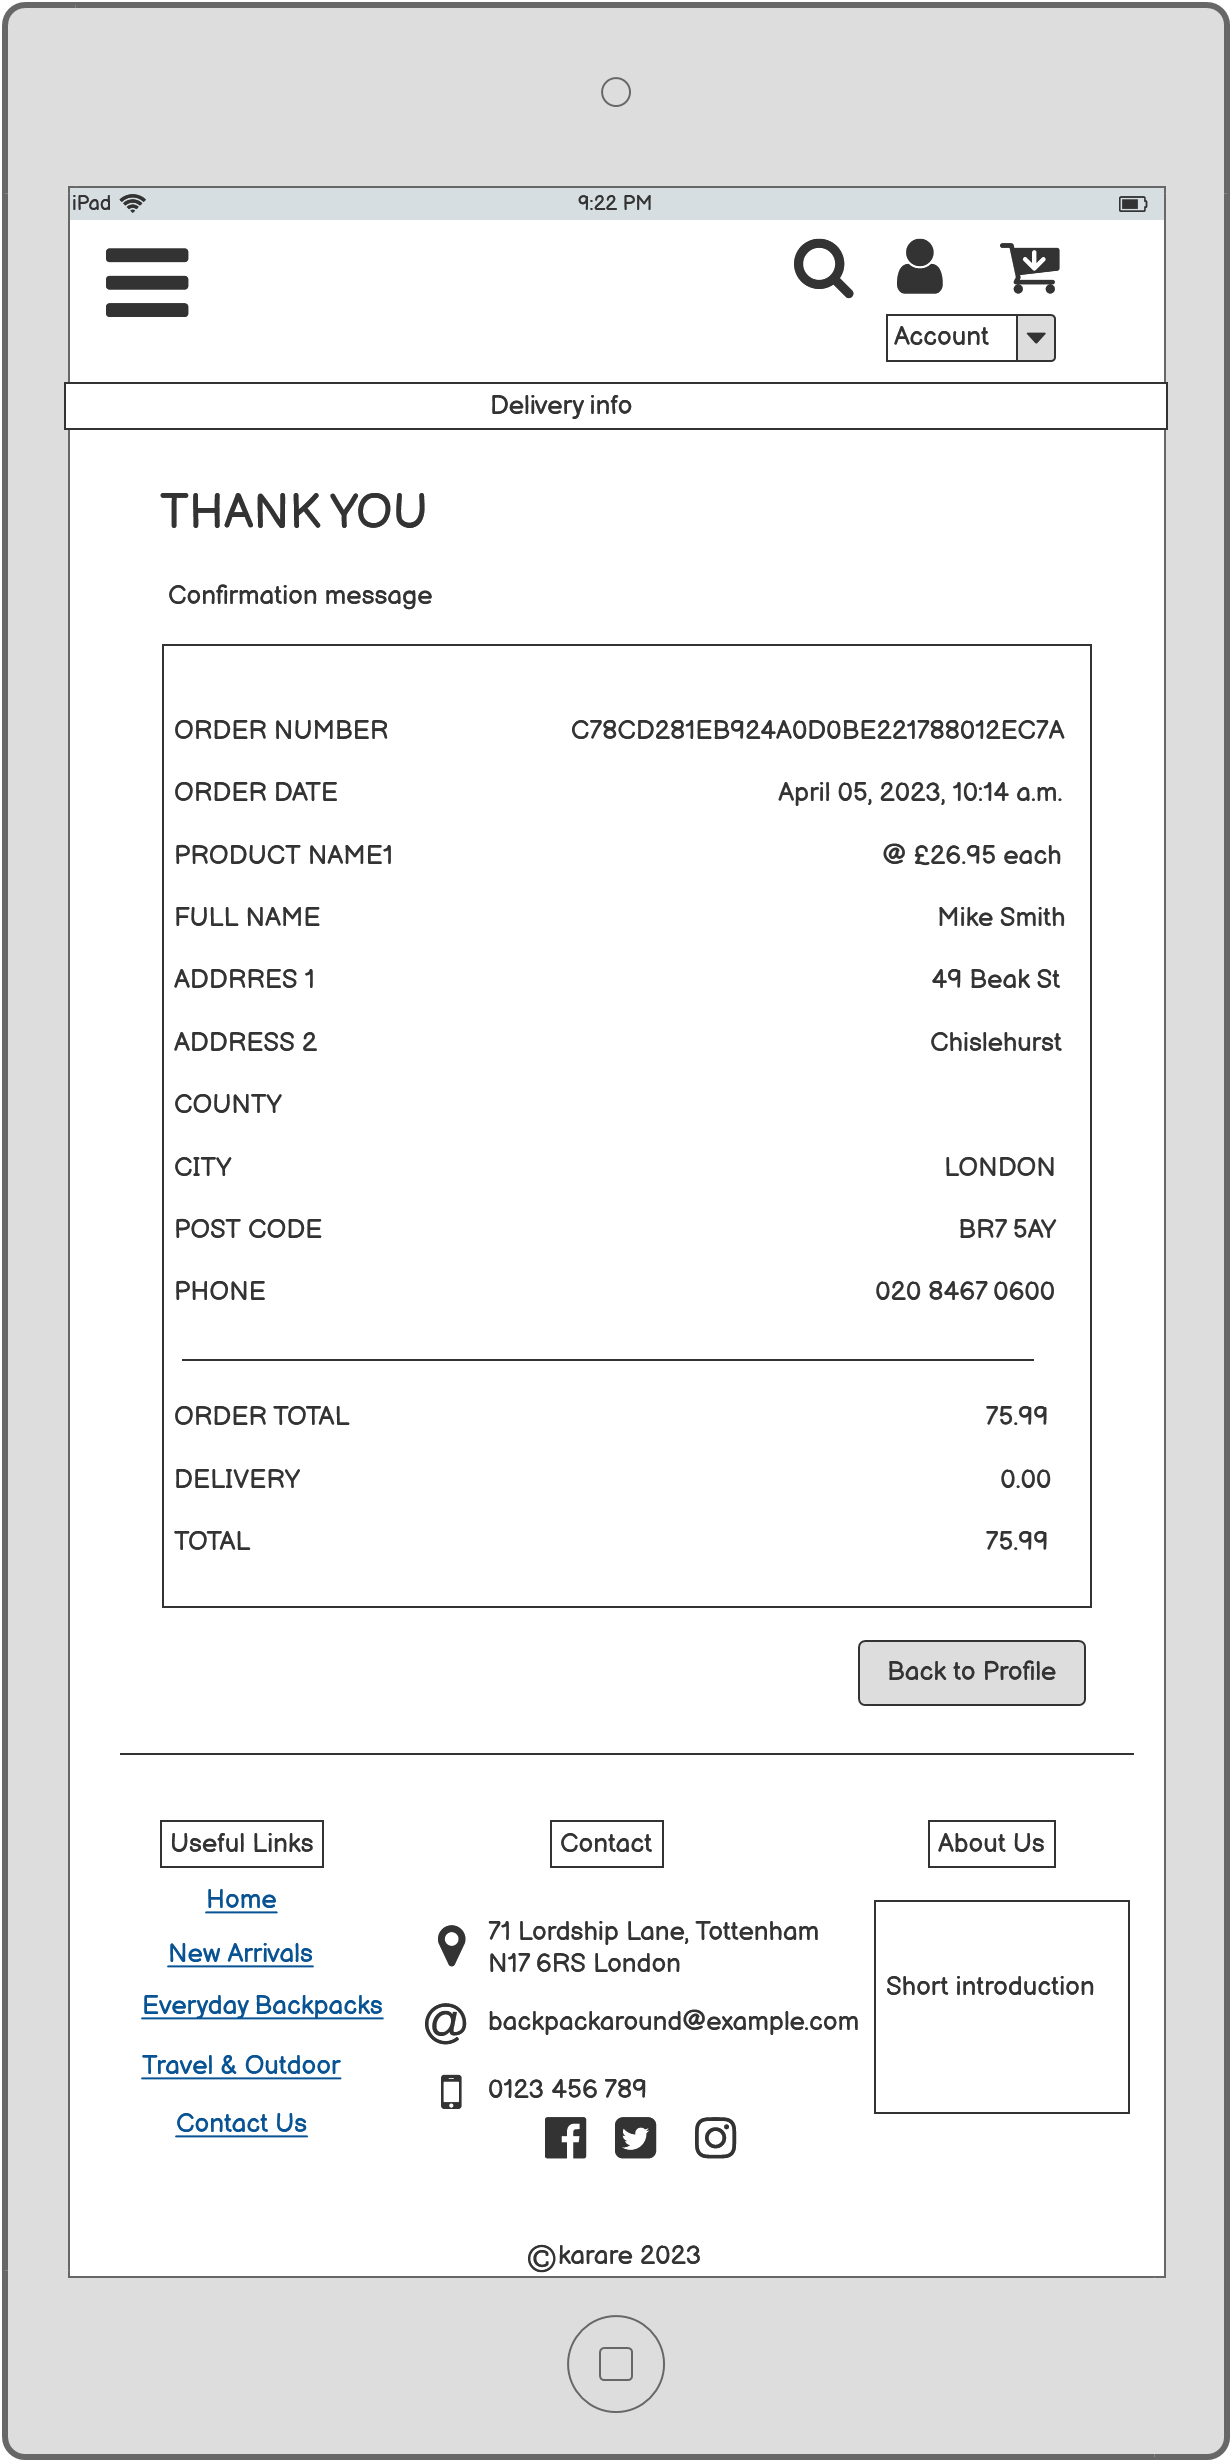 iPad 9:22 PM
Account
Delivery info
THANK YOU
Confirmation message
ORDER NUMBER C78CD281EB924A0D0BE221788012EC7A
ORDER DATE April 05, 2023, 10:14 a.m.
PRODUCT NAME1 @ £26.95 each
FULL NAME Mike Smith
ADDRRES 1 49 Beak St
ADDRESS 2 Chislehurst
COUNTY
CITY LONDON
POST CODE BR7 5AY
PHONE 020 8467 0600
ORDER TOTAL 75.99
DELIVERY 0.00
TOTAL 75.99
Back to Profile
Useful Links
Home
New Arrivals
Everyday Backpacks
Travel & Outdoor
Contact Us
Contact
71 Lordship Lane, Tottenham
N17 6RS London
@ backpackaround@example.com
0123 456 789
About Us
Short introduction
©karare 2023